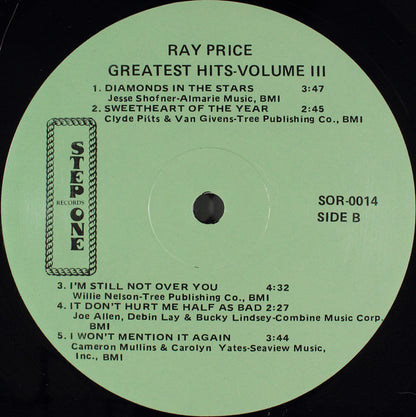 RAY PRICE
GREATEST HITS-VOLUME III
1. DIAMONDS IN THE STARS 3:47
Jesse Shofner-Almarie Music, BMI
2. SWEETHEART OF THE YEAR 2:45
Clyde Pitts & Van Givens-Tree Publishing Co., BMI
STEP ONE
RECORDS
SOR-0014
SIDE B
3. I'M STILL NOT OVER YOU 4:32
Willie Nelson-Tree Publishing Co., BMI
4. IT DON'T HURT ME HALF AS BAD 2:27
Joe Allen, Debin Lay & Bucky Lindsey-Combine Music Corp.
BMI
5. I WON'T MENTION IT AGAIN 3:44
Cameron Mullins & Carolyn Yates-Seaview Music,
Inc., BMI